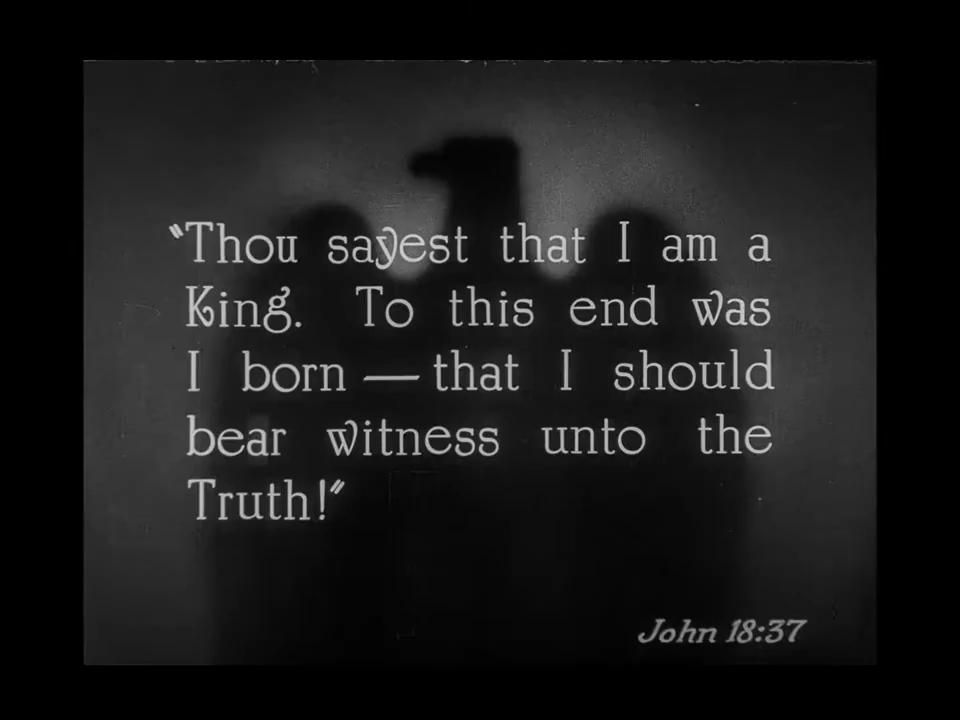 “Thou sayest that I am a
King. To this end was
I born — that I should
bear witness unto the
Truth!”
John 18:37